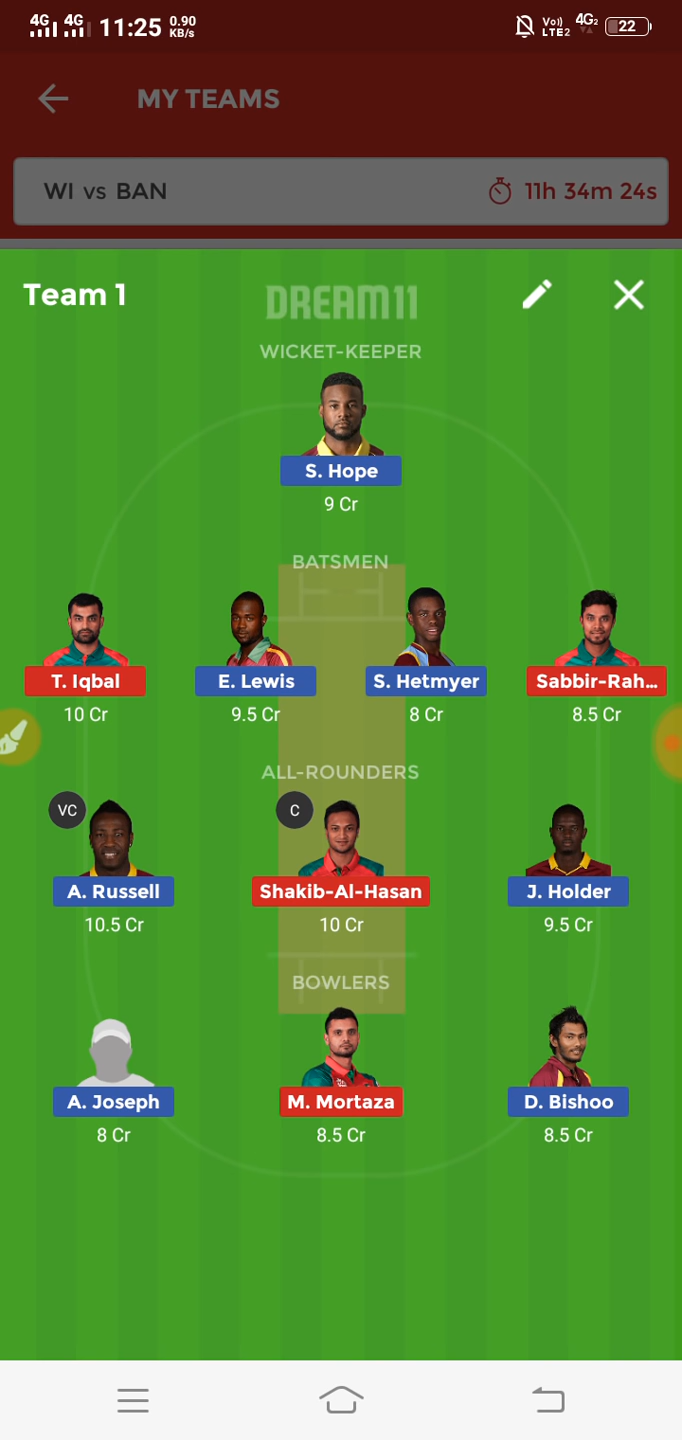 4G 4G 11:25 0.90 KB/s Vo)) LTE2 4G2 22
MY TEAMS
WI vs BAN 11h 34m 24s
Team 1 DREAM11
WICKET-KEEPER
S. Hope
9 Cr
BATSMEN
T. Iqbal E. Lewis S. Hetmyer Sabbir-Rah...
10 Cr 9.5 Cr 8 Cr 8.5 Cr
ALL-ROUNDERS
VC C
A. Russell Shakib-Al-Hasan J. Holder
10.5 Cr 10 Cr 9.5 Cr
BOWLERS
A. Joseph M. Mortaza D. Bishoo
8 Cr 8.5 Cr 8.5 Cr